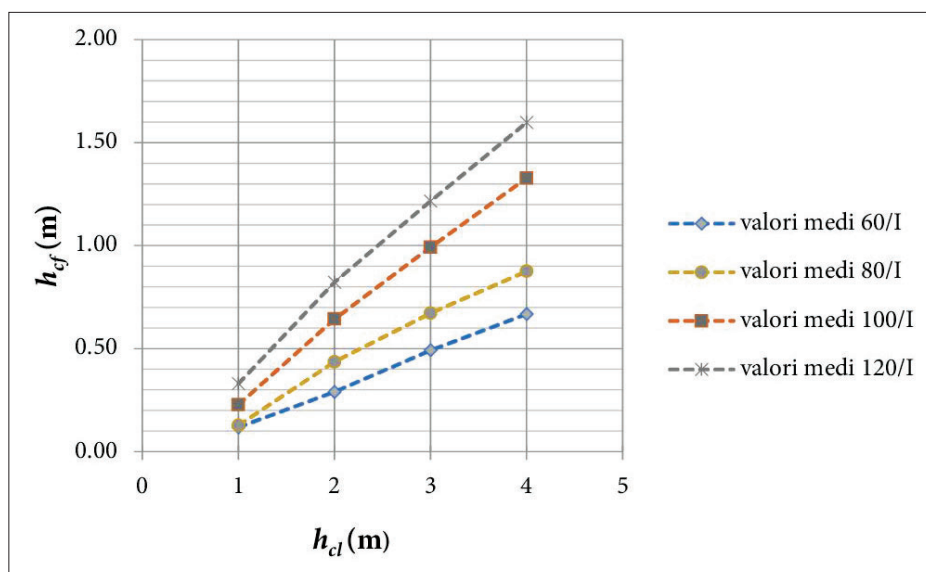 2.00
1.50
1.00
0.50
0.00
h_cf (m)
0 1 2 3 4 5
h_cl (m)
valori medi 60/I
valori medi 80/I
valori medi 100/I
valori medi 120/I